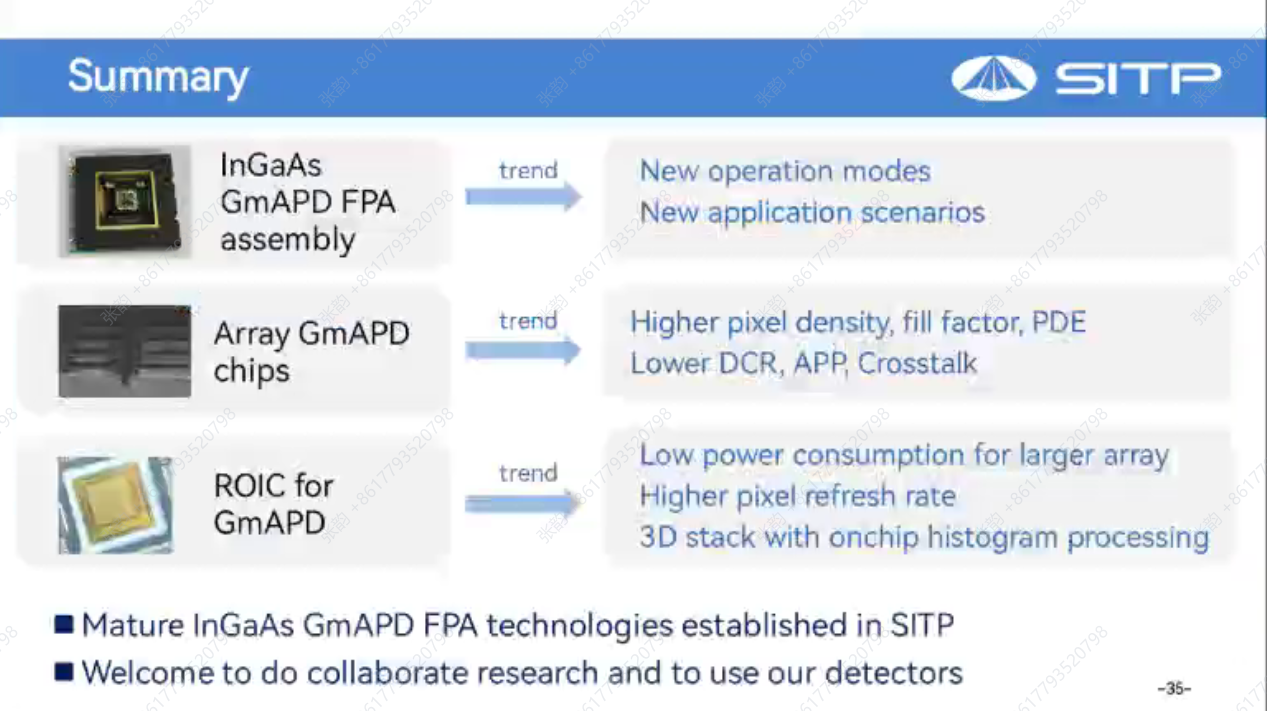 Summary
SITP
InGaAs
GmAPD FPA
assembly
trend
New operation modes
New application scenarios
Array GmAPD
chips
trend
Higher pixel density, fill factor, PDE
Lower DCR, APP, Crosstalk
ROIC for
GmAPD
trend
Low power consumption for larger array
Higher pixel refresh rate
3D stack with onchip histogram processing
Mature InGaAs GmAPD FPA technologies established in SITP
Welcome to do collaborate research and to use our detectors
-35-